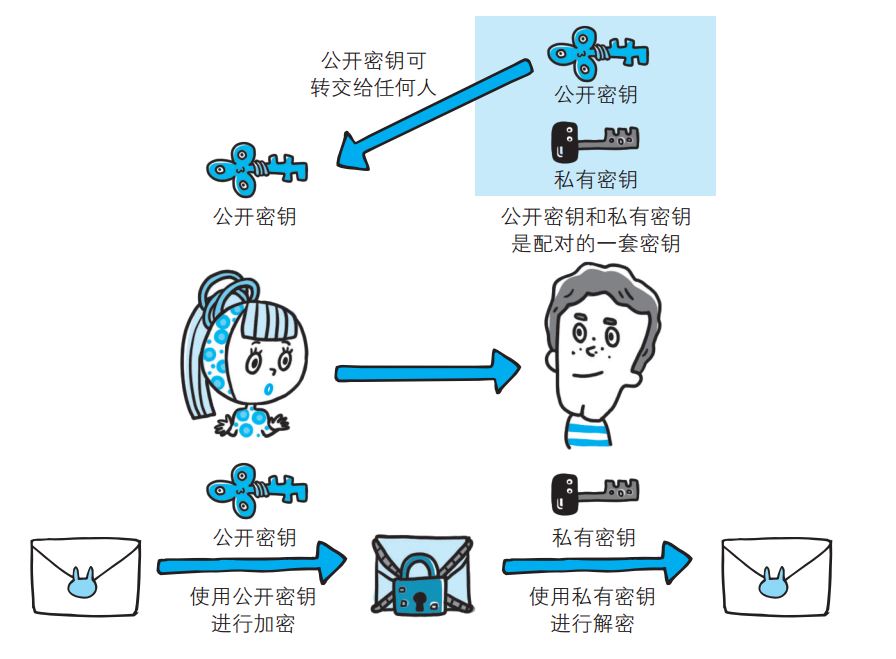 公开密钥可
转交给任何人
公开密钥
私有密钥
公开密钥
公开密钥和私有密钥
是配对的一套密钥
公开密钥
私有密钥
使用公开密钥
进行加密
使用私有密钥
进行解密